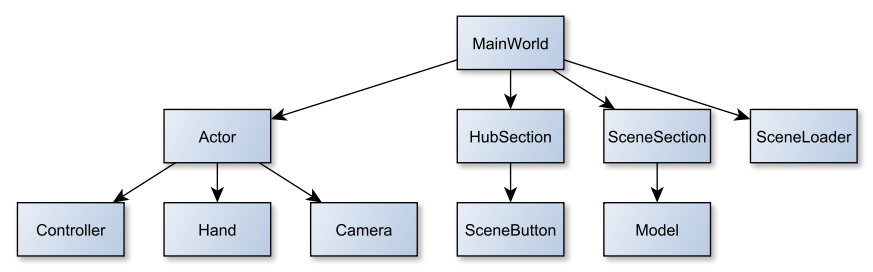 MainWorld
Actor
HubSection
SceneSection
SceneLoader
Controller
Hand
Camera
SceneButton
Model